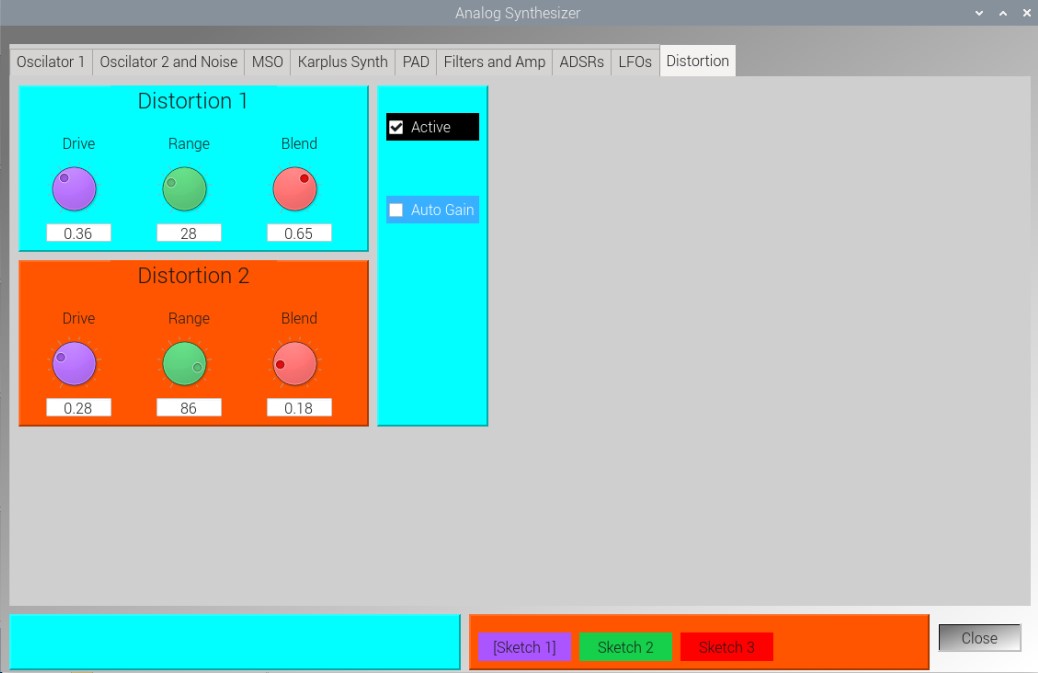 Analog Synthesizer
Oscilator 1 Oscilator 2 and Noise MSO Karplus Synth PAD Filters and Amp ADSRs LFOs Distortion
Distortion 1
Drive Range Blend
0.36 28 0.65
Active
Auto Gain
Distortion 2
Drive Range Blend
0.28 86 0.18
[Sketch 1] Sketch 2 Sketch 3 Close